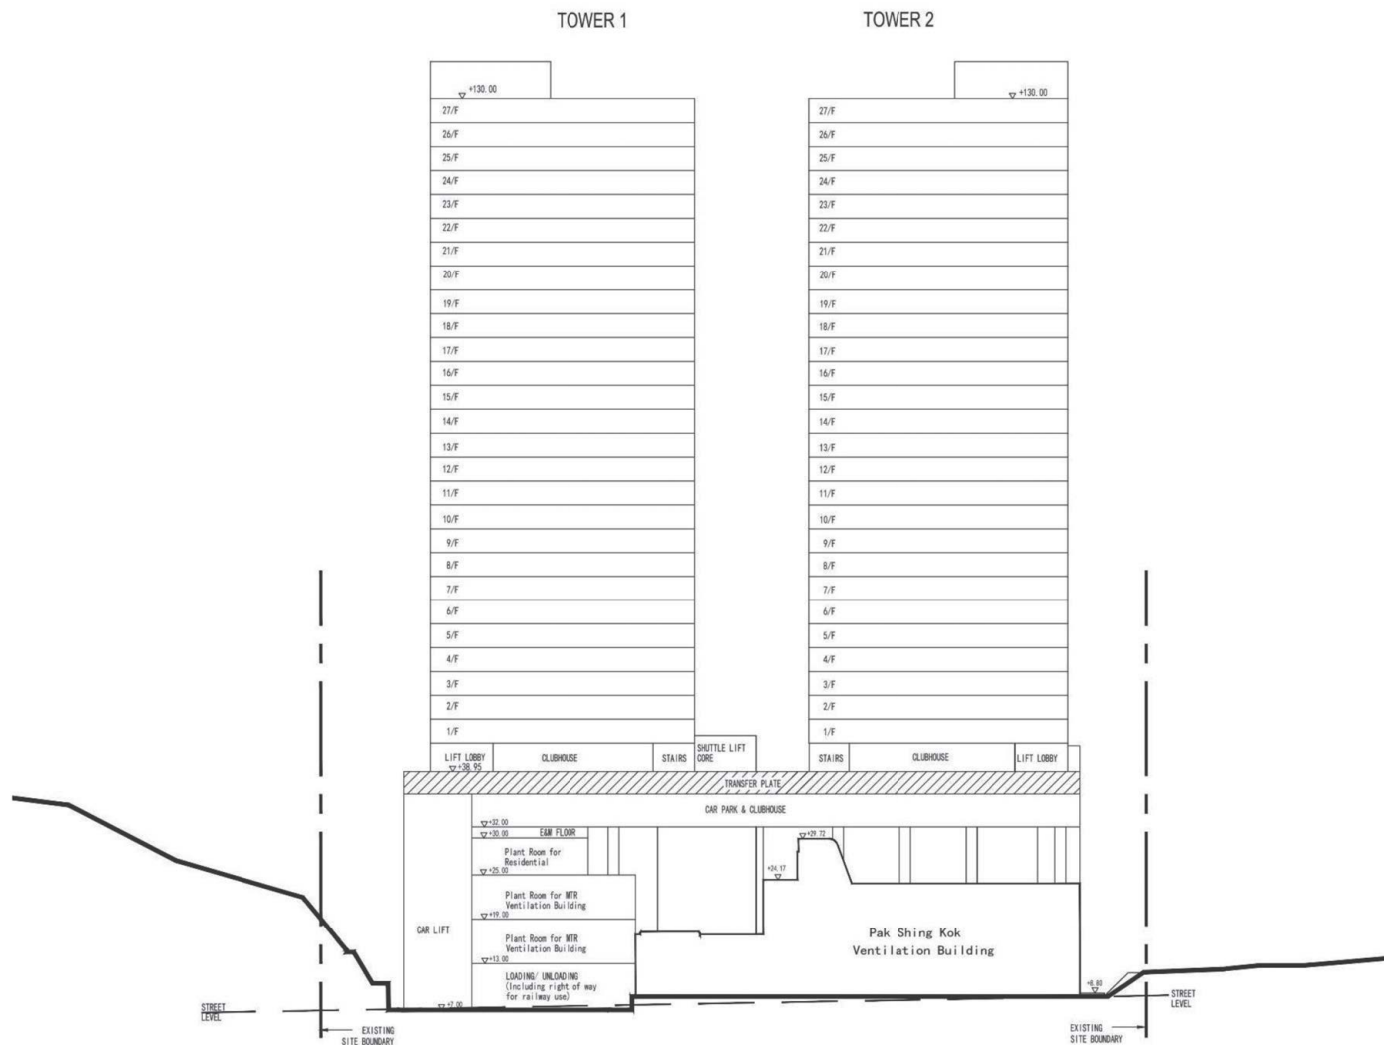 TOWER 1
TOWER 2
+130.00
+130.00
27/F
27/F
26/F
26/F
25/F
25/F
24/F
24/F
23/F
23/F
22/F
22/F
21/F
21/F
20/F
20/F
19/F
19/F
18/F
18/F
17/F
17/F
16/F
16/F
15/F
15/F
14/F
14/F
13/F
13/F
12/F
12/F
11/F
11/F
10/F
10/F
9/F
9/F
8/F
8/F
7/F
7/F
6/F
6/F
5/F
5/F
4/F
4/F
3/F
3/F
2/F
2/F
1/F
1/F
LIFT LOBBY
+38.95
CLUBHOUSE
STAIRS
SHUTTLE LIFT
CORE
STAIRS
CLUBHOUSE
LIFT LOBBY
TRANSFER PLATE
CAR PARK & CLUBHOUSE
+32.00
+30.00
E&M FLOOR
+29.72
Plant Room for
Residential
+25.00
+24.17
Plant Room for MTR
Ventilation Building
+19.00
CAR LIFT
Plant Room for MTR
Ventilation Building
+13.00
Pak Shing Kok
Ventilation Building
LOADING/ UNLOADING
(Including right of way
for railway use)
+7.00
+8.80
STREET
LEVEL
STREET
LEVEL
EXISTING
SITE BOUNDARY
EXISTING
SITE BOUNDARY